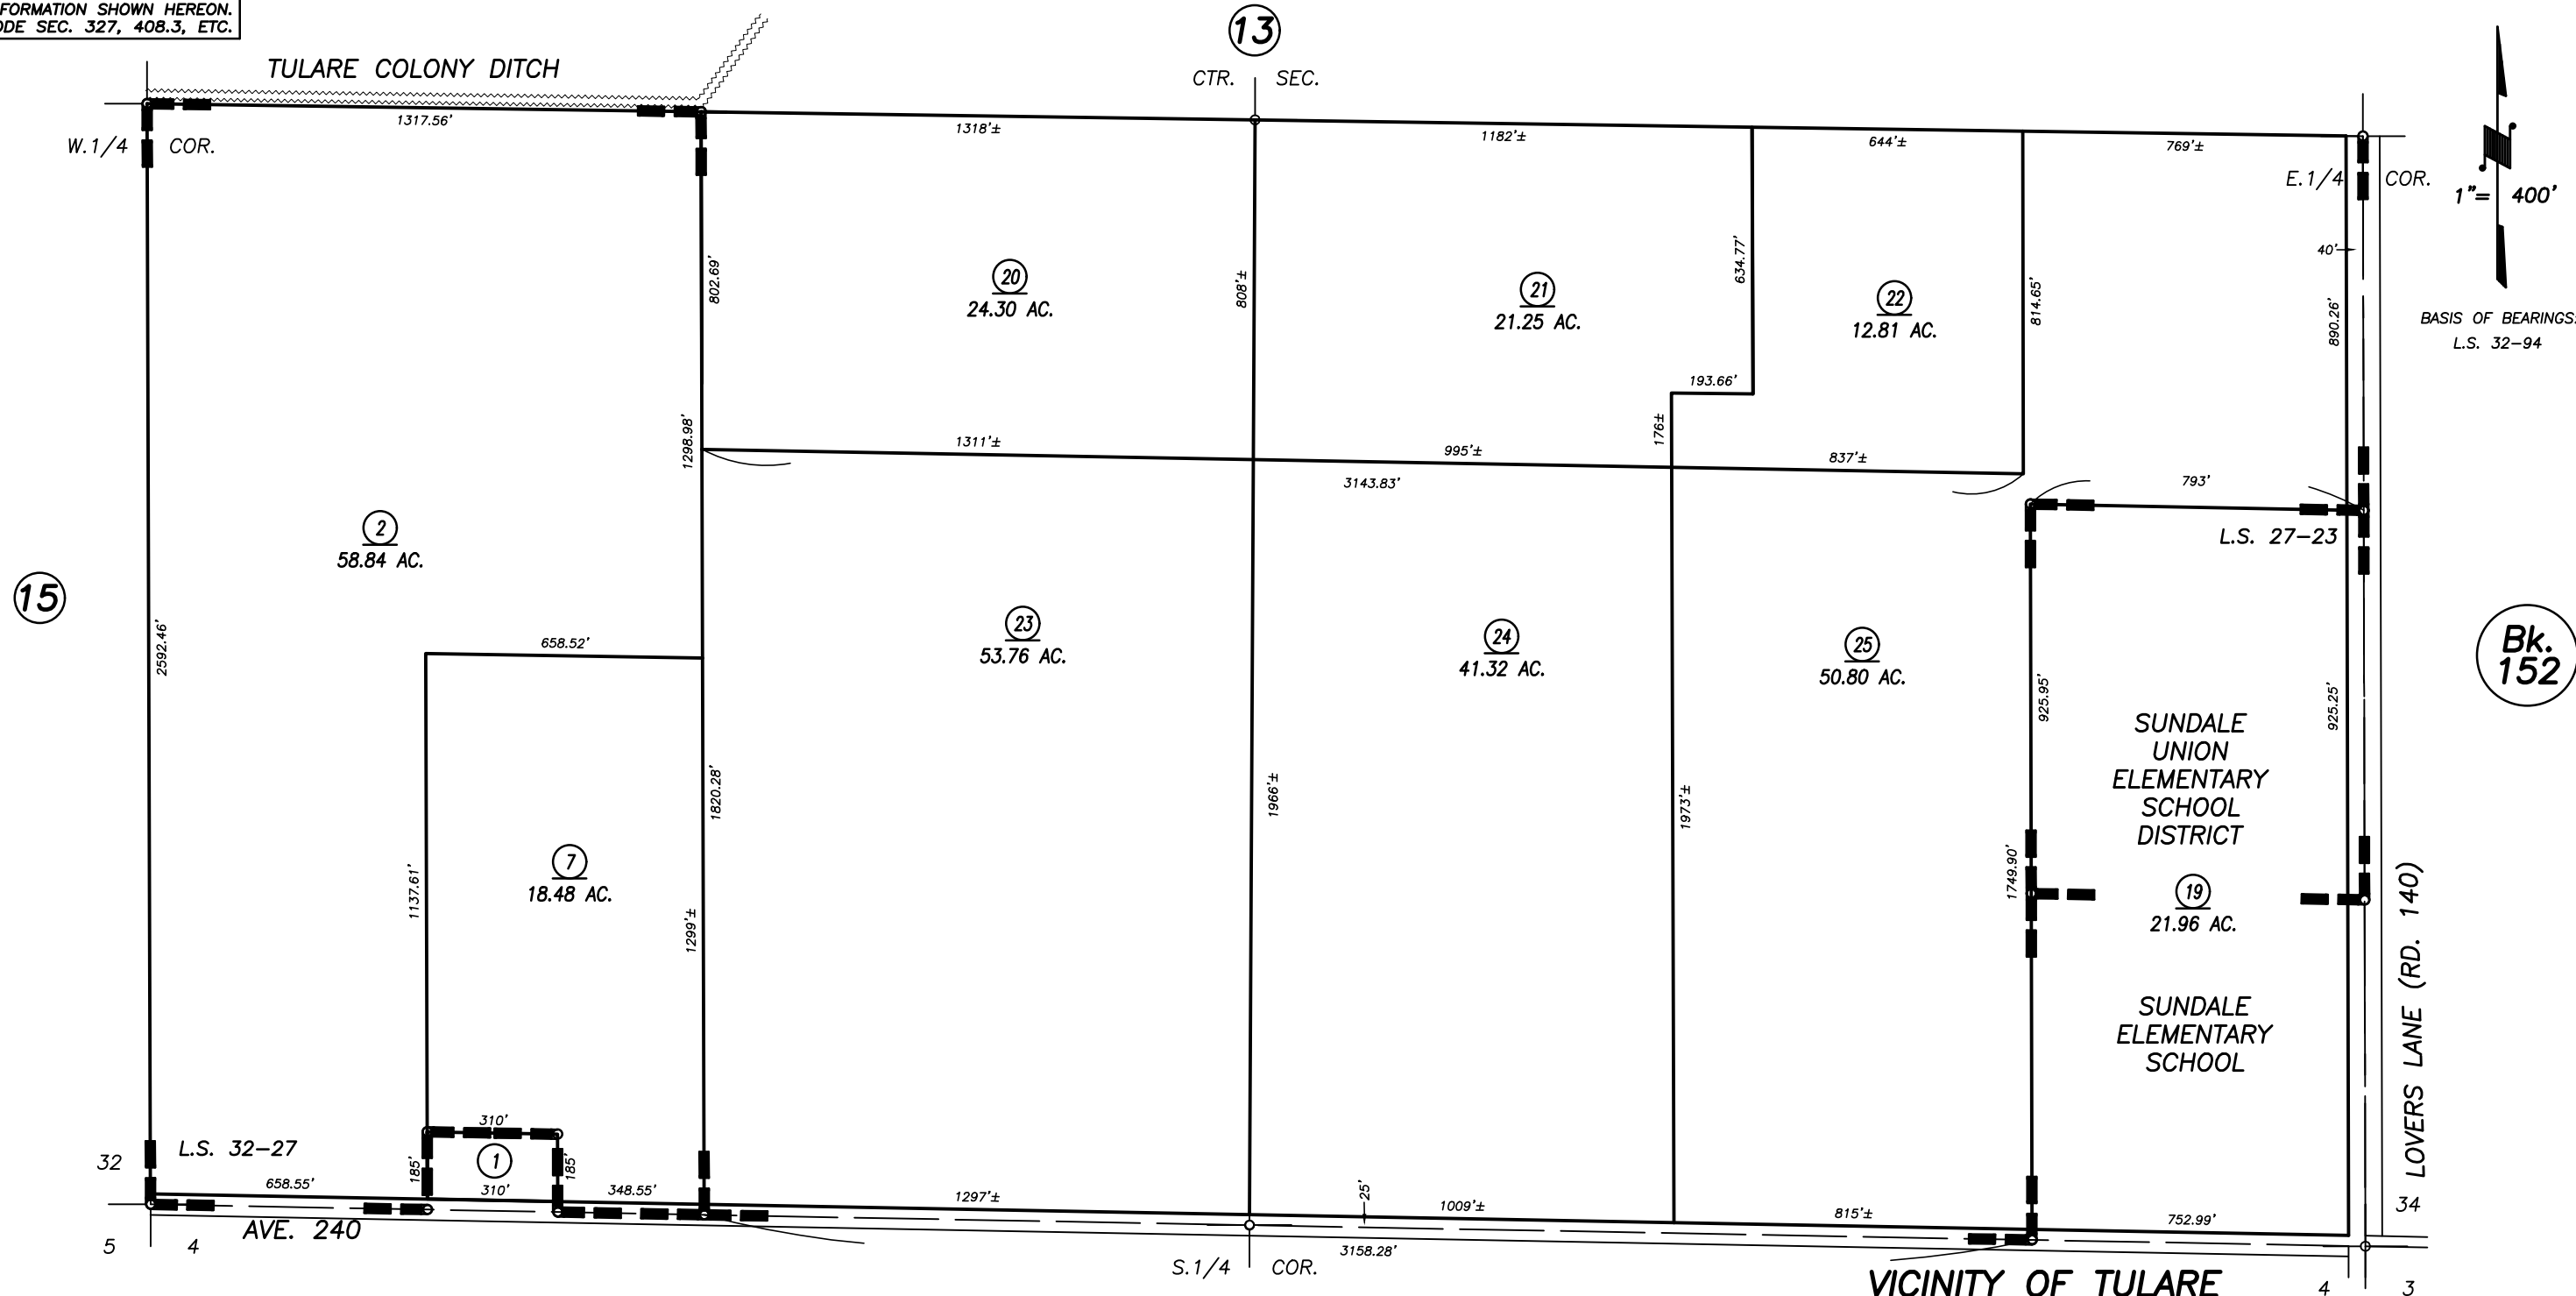 FORMATION SHOWN HEREON.
ODE SEC. 327, 408.3, ETC.
13
TULARE COLONY DITCH
CTR. SEC.
1317.56'
1318'±
1182'±
644'±
769'±
W.1/4 COR.
E.1/4 COR.
1"= 400'
40'
802.69'
808'±
634.77'
814.65'
890.26'
20
24.30 AC.
21
21.25 AC.
22
12.81 AC.
BASIS OF BEARINGS:
L.S. 32-94
193.66'
176±
1298.98'
1311'±
995'±
837'±
3143.83'
793'
L.S. 27-23
2
58.84 AC.
15
2592.46'
658.52'
23
53.76 AC.
24
41.32 AC.
25
50.80 AC.
925.95'
925.25'
Bk.
152
SUNDALE
UNION
ELEMENTARY
SCHOOL
DISTRICT
1820.28'
1966'±
1973'±
1749.90'
7
18.48 AC.
1137.61'
1299'±
19
21.96 AC.
LOVERS LANE (RD. 140)
SUNDALE
ELEMENTARY
SCHOOL
310'
L.S. 32-27
32
185'
1
185'
658.55'
310'
348.55'
1297'±
25'
1009'±
815'±
752.99'
34
AVE. 240
5 4
3158.28'
S.1/4 COR.
VICINITY OF TULARE
4 3